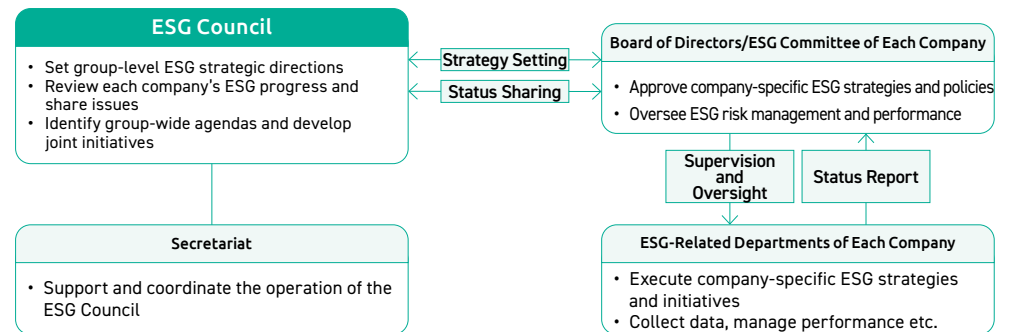 ESG Council
• Set group-level ESG strategic directions
• Review each company's ESG progress and
share issues
• Identify group-wide agendas and develop
joint initiatives
Strategy Setting
Status Sharing
Board of Directors/ESG Committee of Each Company
• Approve company-specific ESG strategies and policies
• Oversee ESG risk management and performance
Supervision
and
Oversight
Status Report
Secretariat
• Support and coordinate the operation of the
ESG Council
ESG-Related Departments of Each Company
• Execute company-specific ESG strategies
and initiatives
• Collect data, manage performance etc.